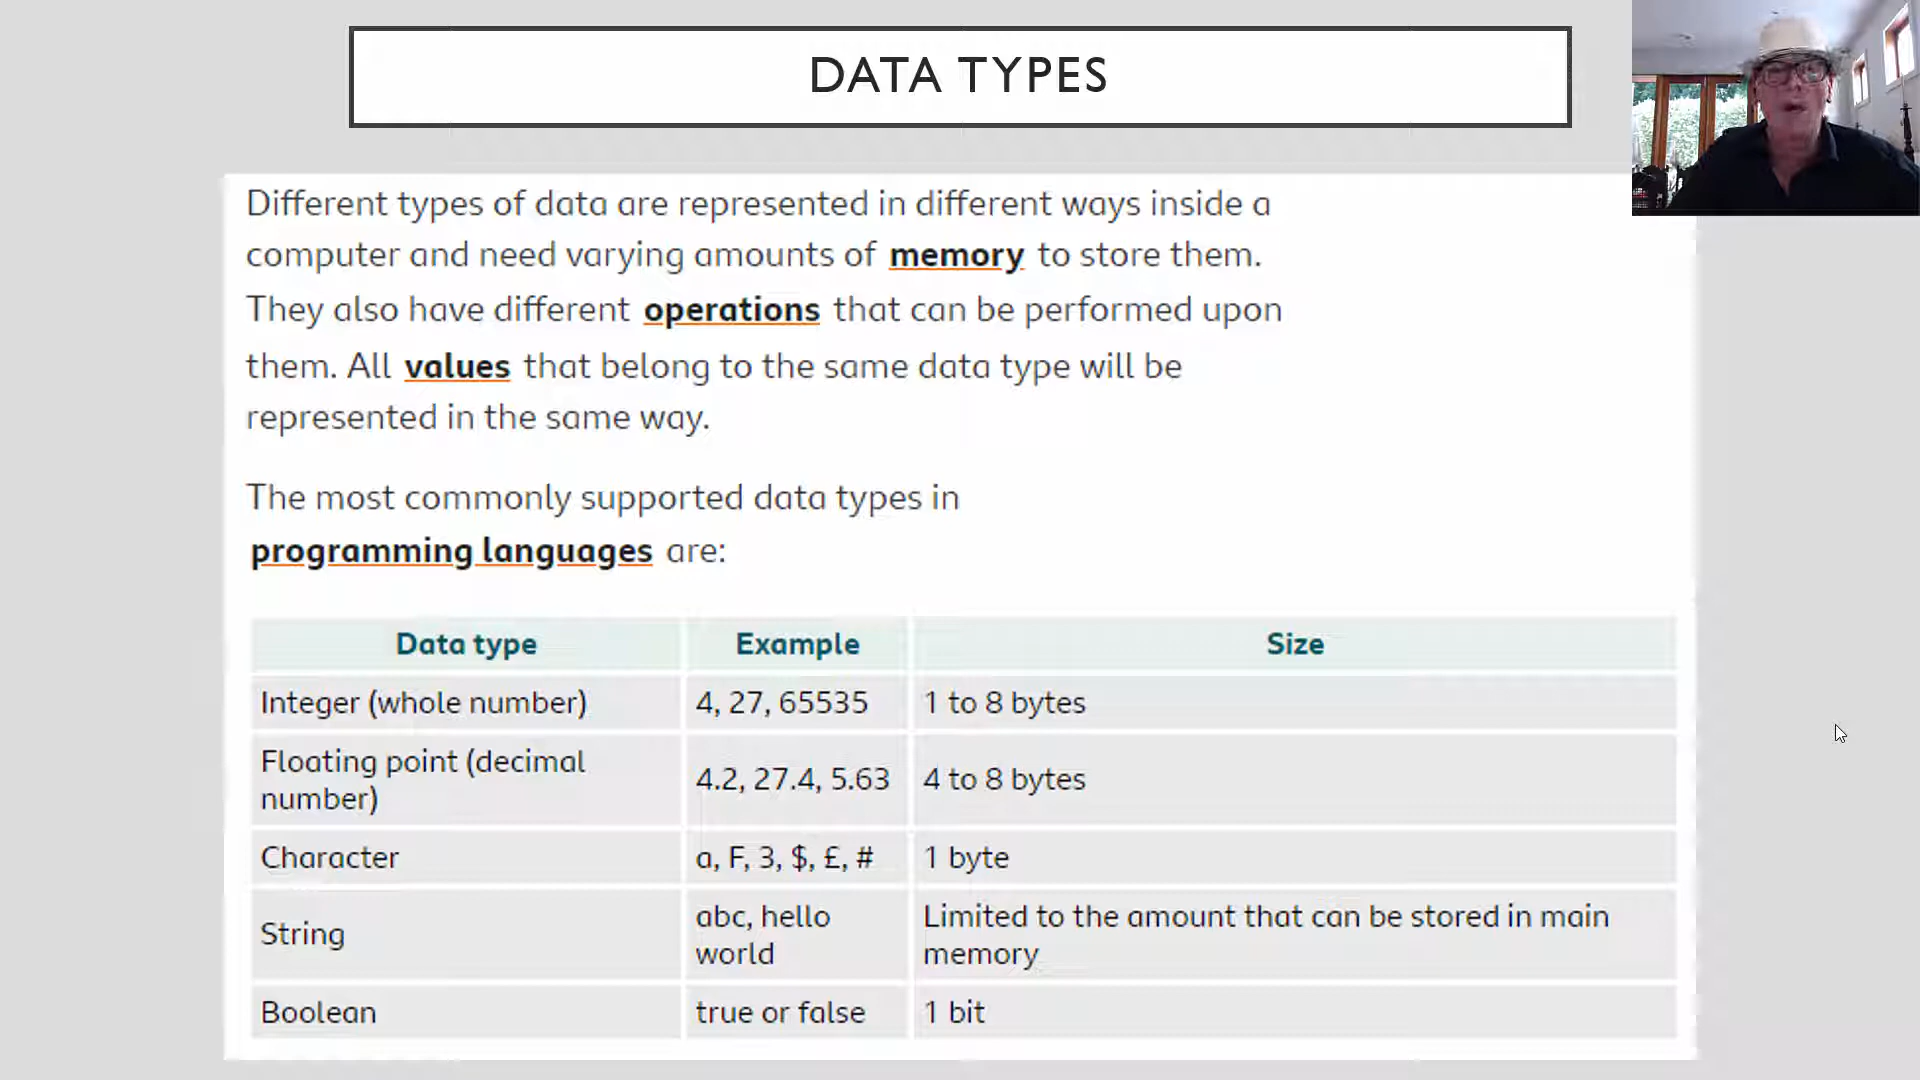 DATA TYPES
Different types of data are represented in different ways inside a
computer and need varying amounts of memory to store them.
They also have different operations that can be performed upon
them. All values that belong to the same data type will be
represented in the same way.
The most commonly supported data types in
programming languages are:
Data type Example Size
Integer (whole number) 4, 27, 65535 1 to 8 bytes
Floating point (decimal
number) 4.2, 27.4, 5.63 4 to 8 bytes
Character a, F, 3, $, £, # 1 byte
String abc, hello
world Limited to the amount that can be stored in main
memory
Boolean true or false 1 bit